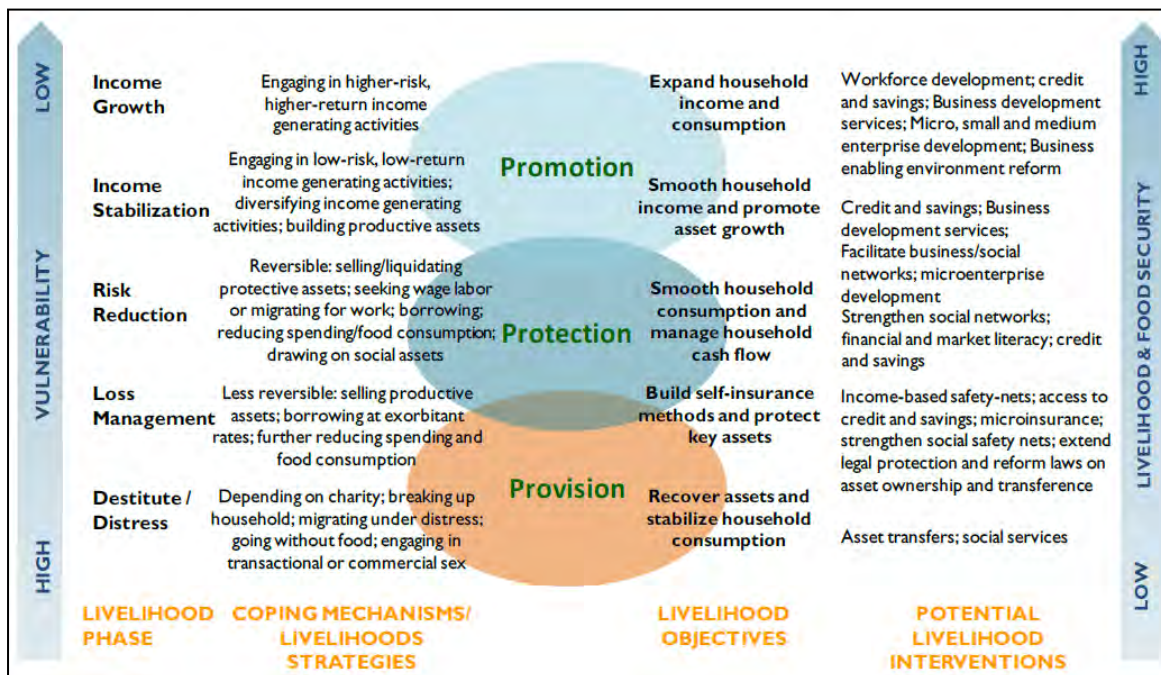 LOW
VULNERABILITY
HIGH
Income
Growth
Engaging in higher-risk,
higher-return income
generating activities
Expand household
income and
consumption
Workforce development; credit
and savings; Business development
services; Micro, small and medium
enterprise development; Business
enabling environment reform
Promotion
Income
Stabilization
Engaging in low-risk, low-return
income generating activities;
diversifying income generating
activities; building productive assets
Smooth household
income and promote
asset growth
Credit and savings; Business
development services;
Facilitate business/social
networks; microenterprise
development
Risk
Reduction
Reversible: selling/liquidating
protective assets; seeking wage labor
or migrating for work; borrowing;
reducing spending/food consumption;
drawing on social assets
Protection
Smooth household
consumption and
manage household
cash flow
Strengthen social networks;
financial and market literacy; credit
and savings
Loss
Management
Less reversible: selling productive
assets; borrowing at exorbitant
rates; further reducing spending and
food consumption
Build self-insurance
methods and protect
key assets
Income-based safety-nets; access to
credit and savings; microinsurance;
strengthen social safety nets; extend
legal protection and reform laws on
asset ownership and transference
Provision
Destitute /
Distress
Depending on charity; breaking up
household; migrating under distress;
going without food; engaging in
transactional or commercial sex
Recover assets and
stabilize household
consumption
Asset transfers; social services
LIVELIHOOD
PHASE
COPING MECHANISMS/
LIVELIHOODS
STRATEGIES
LIVELIHOOD
OBJECTIVES
POTENTIAL
LIVELIHOOD
INTERVENTIONS
HIGH
LIVELIHOOD & FOOD SECURITY
LOW